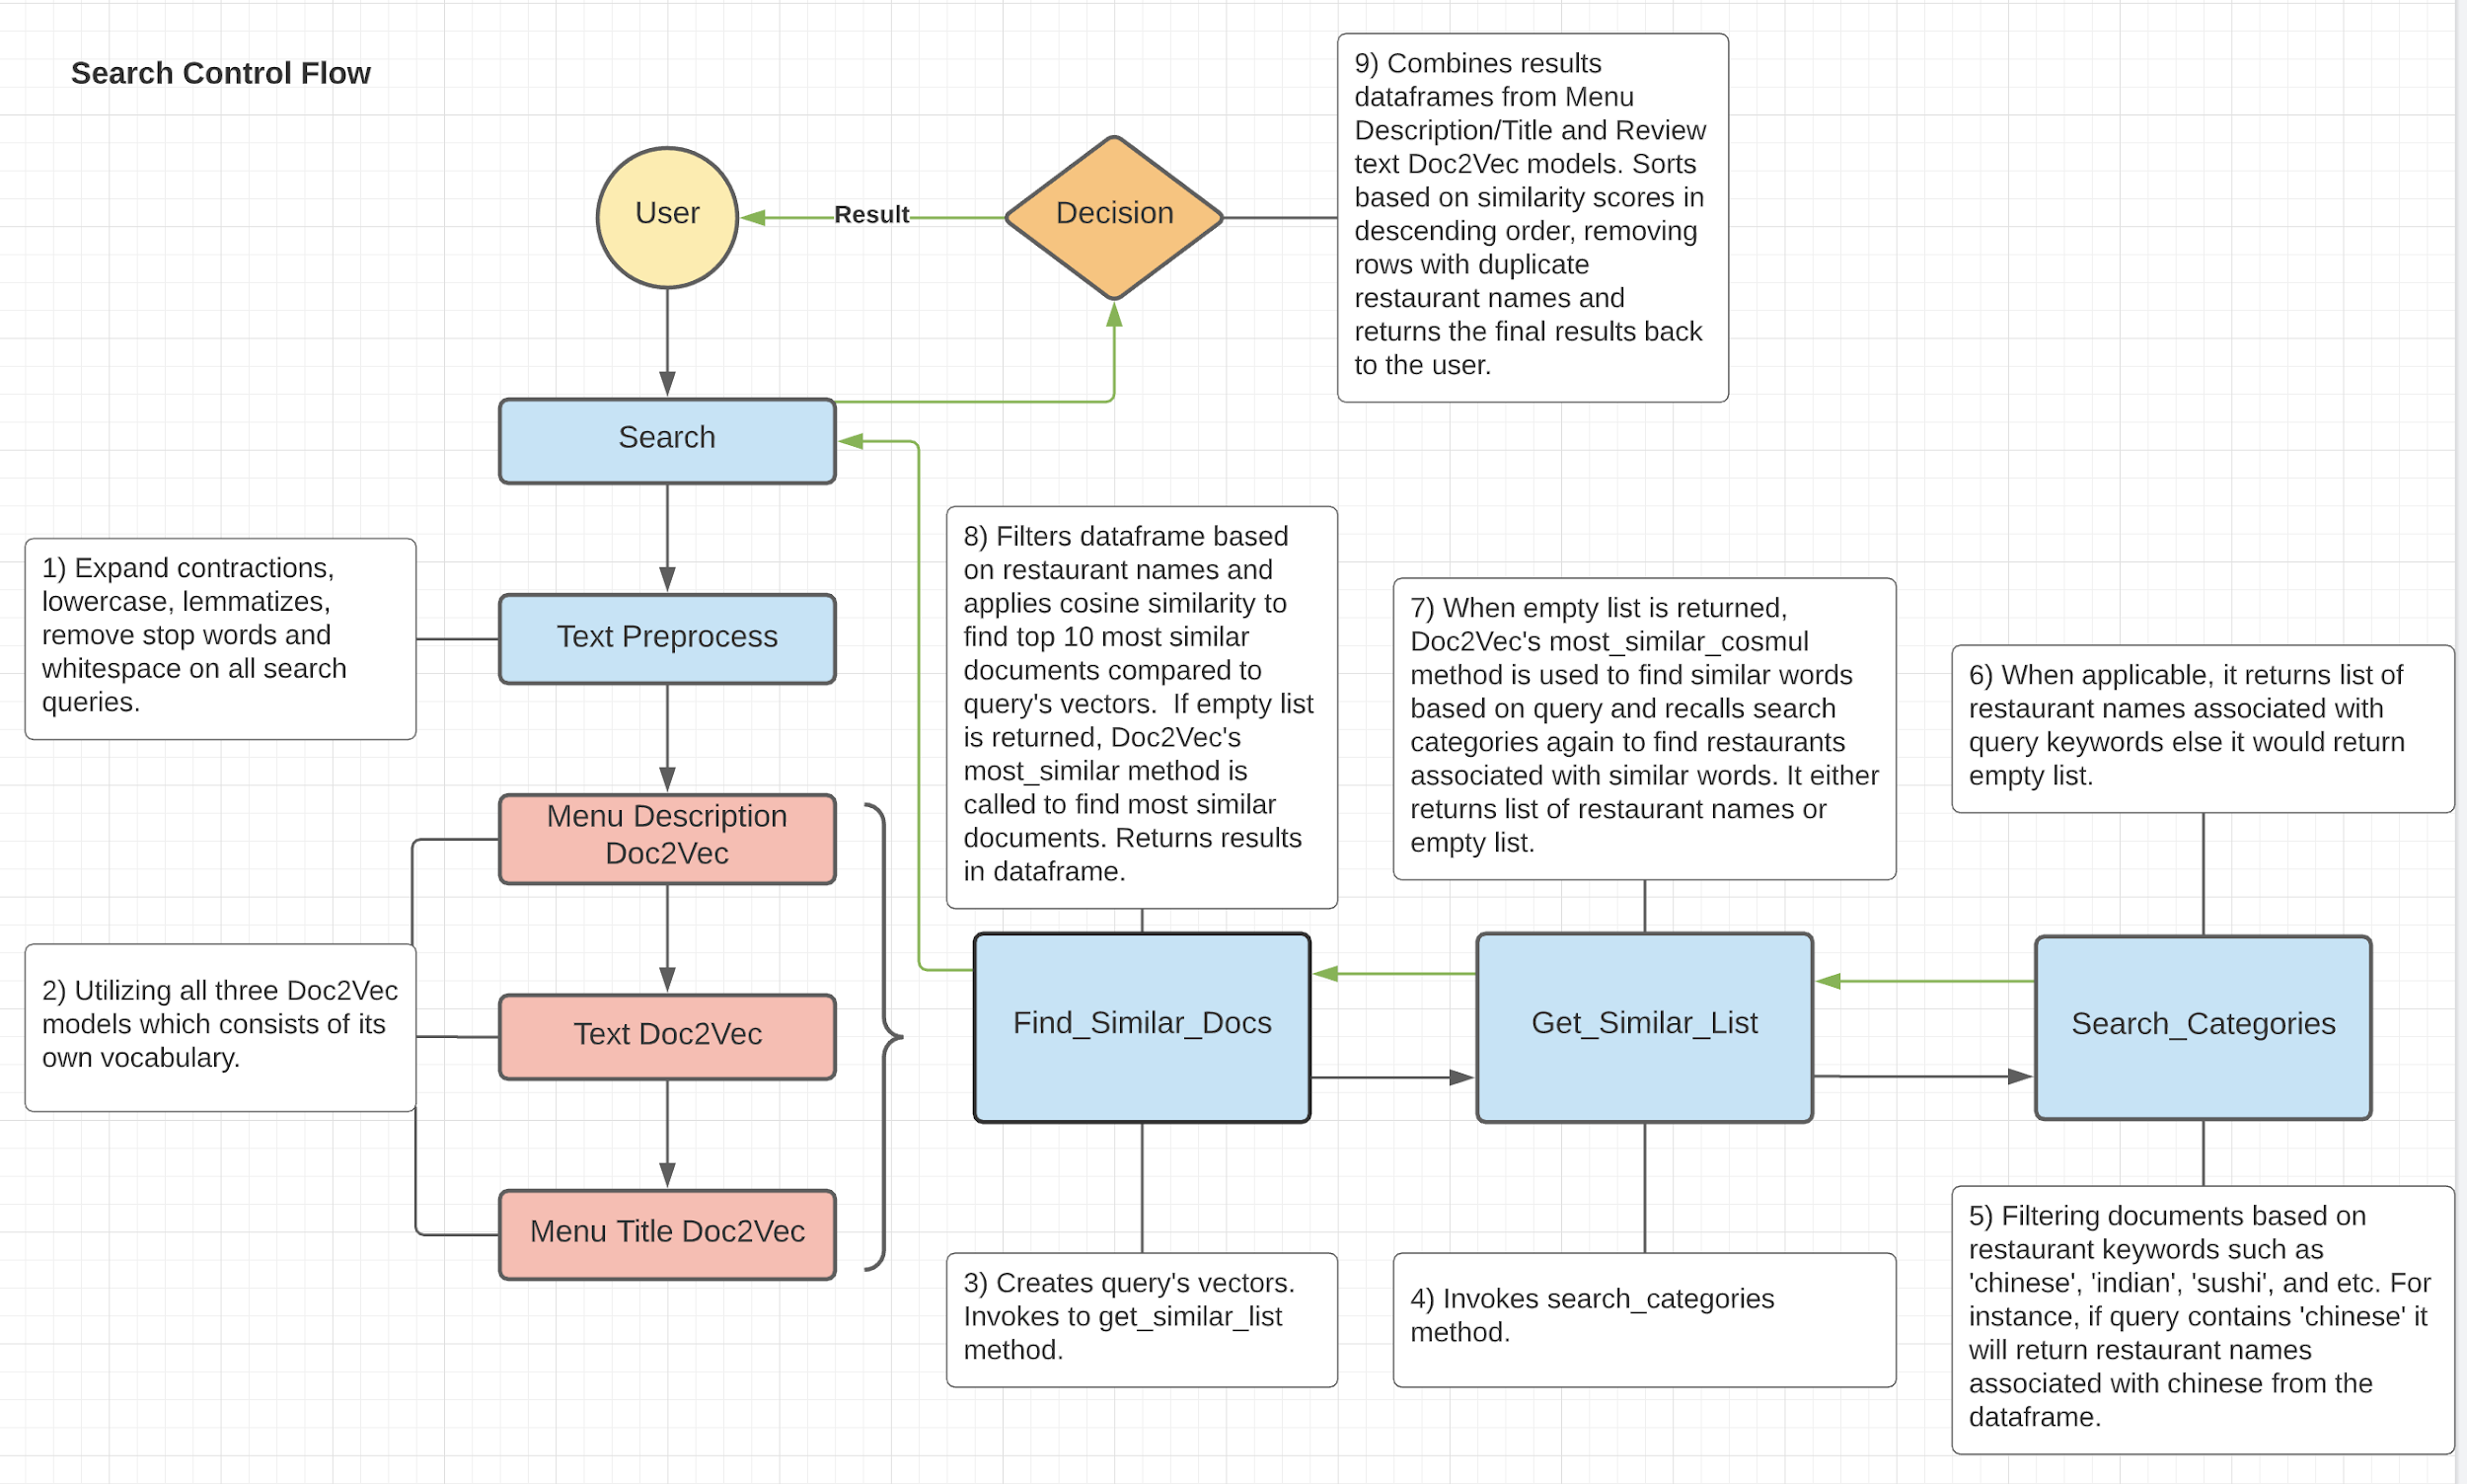 Search Control Flow
User
Result
Decision
9) Combines results
dataframes from Menu
Description/Title and Review
text Doc2Vec models. Sorts
based on similarity scores in
descending order, removing
rows with duplicate
restaurant names and
returns the final results back
to the user.
Search
1) Expand contractions,
lowercase, lemmatizes,
remove stop words and
whitespace on all search
queries.
Text Preprocess
8) Filters dataframe based
on restaurant names and
applies cosine similarity to
find top 10 most similar
documents compared to
query's vectors.  If empty list
is returned, Doc2Vec's
most_similar method is
called to find most similar
documents. Returns results
in dataframe.
7) When empty list is returned,
Doc2Vec's most_similar_cosmul
method is used to find similar words
based on query and recalls search
categories again to find restaurants
associated with similar words. It either
returns list of restaurant names or
empty list.
6) When applicable, it returns list of
restaurant names associated with
query keywords else it would return
empty list.
Menu Description
Doc2Vec
2) Utilizing all three Doc2Vec
models which consists of its
own vocabulary.
Text Doc2Vec
Find_Similar_Docs
Get_Similar_List
Search_Categories
Menu Title Doc2Vec
3) Creates query's vectors.
Invokes to get_similar_list
method.
4) Invokes search_categories
method.
5) Filtering documents based on
restaurant keywords such as
'chinese', 'indian', 'sushi', and etc. For
instance, if query contains 'chinese' it
will return restaurant names
associated with chinese from the
dataframe.